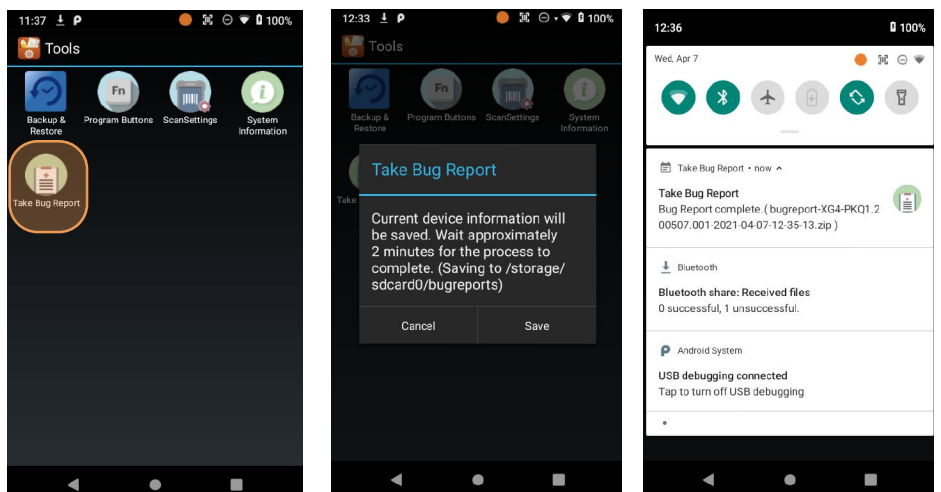 11:37 100%
Tools
Fn
Backup & Program Buttons ScanSettings System
Restore Information
Take Bug Report
12:33 100%
Tools
Fn
Backup & Program Buttons ScanSettings System
Restore Information
Take
Take Bug Report
Current device information will
be saved. Wait approximately
2 minutes for the process to
complete. (Saving to /storage/
sdcard0/bugreports)
Cancel Save
12:36 100%
Wed, Apr 7
Take Bug Report • now
Take Bug Report
Bug Report complete.( bugreport-XG4-PKQ1.2
00507.001-2021-04-07-12-35-13.zip )
Bluetooth
Bluetooth share: Received files
0 successful, 1 unsuccessful.
Android System
USB debugging connected
Tap to turn off USB debugging